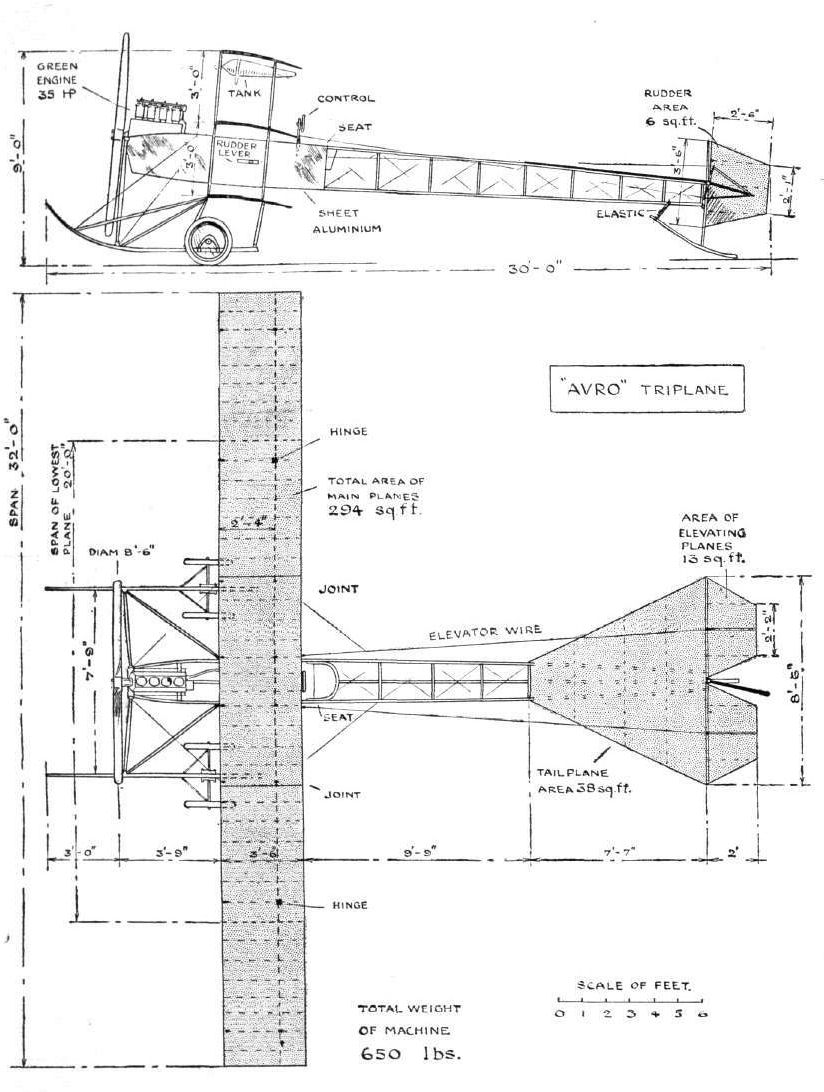 GREEN
ENGINE
35 HP
9'-0"
3'-0"
TANK
CONTROL
SEAT
RUDDER
LEVER
3'-0"
SHEET
ALUMINIUM
RUDDER
AREA
6 sq.ft.
2'-6"
3'-6"
2'-1"
ELASTIC
30'-0"
"AVRO" TRIPLANE
SPAN 32'-0"
SPAN OF LOWEST
PLANE 20'-0"
HINGE
TOTAL AREA OF
MAIN PLANES
294 sq ft.
2'-4"
DIAM 8'-6"
JOINT
AREA OF
ELEVATING
PLANES
13 sq.ft.
ELEVATOR WIRE
7'-9"
2'-2"
8'-6"
SEAT
TAIL PLANE
AREA 38 sq.ft.
JOINT
3'-0"
3'-9"
3'-6"
9'-9"
7'-7"
2'
HINGE
SCALE OF FEET.
0 1 2 3 4 5 6
TOTAL WEIGHT
OF MACHINE
650 lbs.